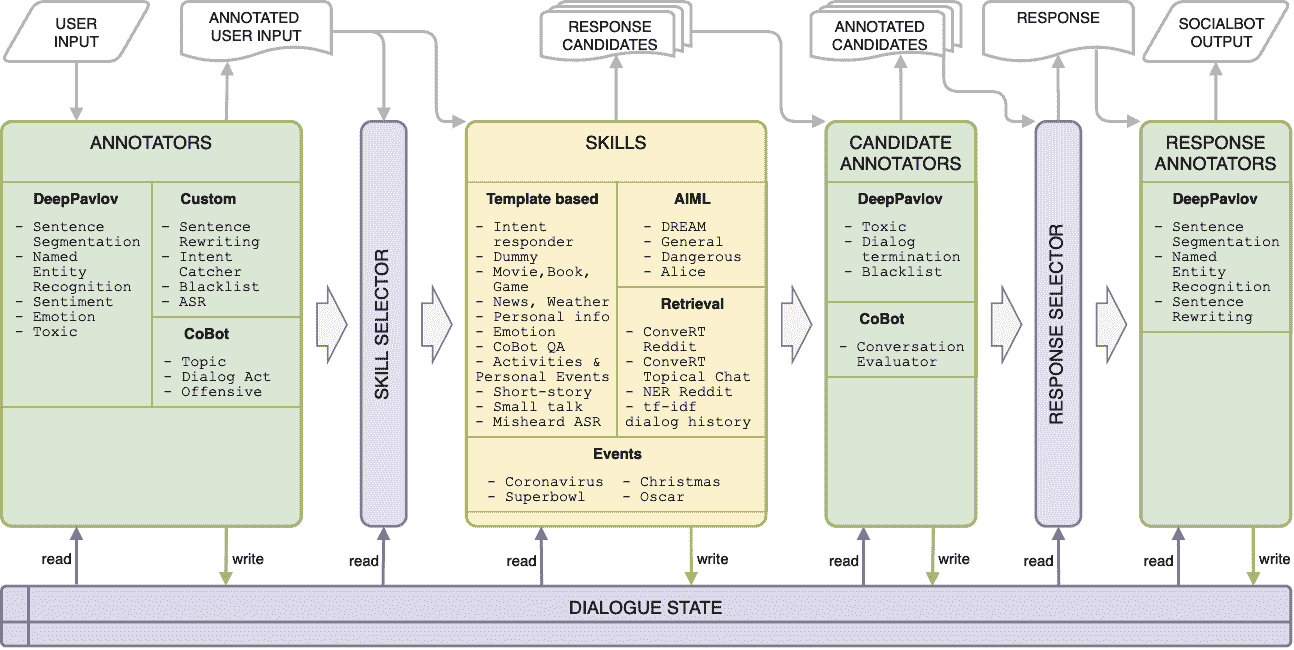 USER
INPUT
ANNOTATED
USER INPUT
RESPONSE
CANDIDATES
ANNOTATED
CANDIDATES
RESPONSE
SOCIALBOT
OUTPUT
ANNOTATORS
DeepPavlov
- Sentence
Segmentation
- Named
Entity
Recognition
- Sentiment
- Emotion
- Toxic
Custom
- Sentence
Rewriting
- Intent
Catcher
- Blacklist
- ASR
CoBot
- Topic
- Dialog Act
- Offensive
SKILL SELECTOR
SKILLS
Template based
- Intent
responder
- Dummy
- Movie,Book,
Game
- News, Weather
- Personal info
- Emotion
- CoBot QA
- Activities &
Personal Events
- Short-story
- Small talk
- Misheard ASR
AIML
- DREAM
- General
- Dangerous
- Alice
Retrieval
- ConveRT
Reddit
- ConveRT
Topical Chat
- NER Reddit
- tf-idf
dialog history
Events
- Coronavirus
- Superbowl
- Christmas
- Oscar
CANDIDATE
ANNOTATORS
DeepPavlov
- Toxic
- Dialog
termination
- Blacklist
CoBot
- Conversation
Evaluator
RESPONSE SELECTOR
RESPONSE
ANNOTATORS
DeepPavlov
- Sentence
Segmentation
- Named
Entity
Recognition
- Sentence
Rewriting
read
write
read
read
write
read
write
read
read
write
DIALOGUE STATE